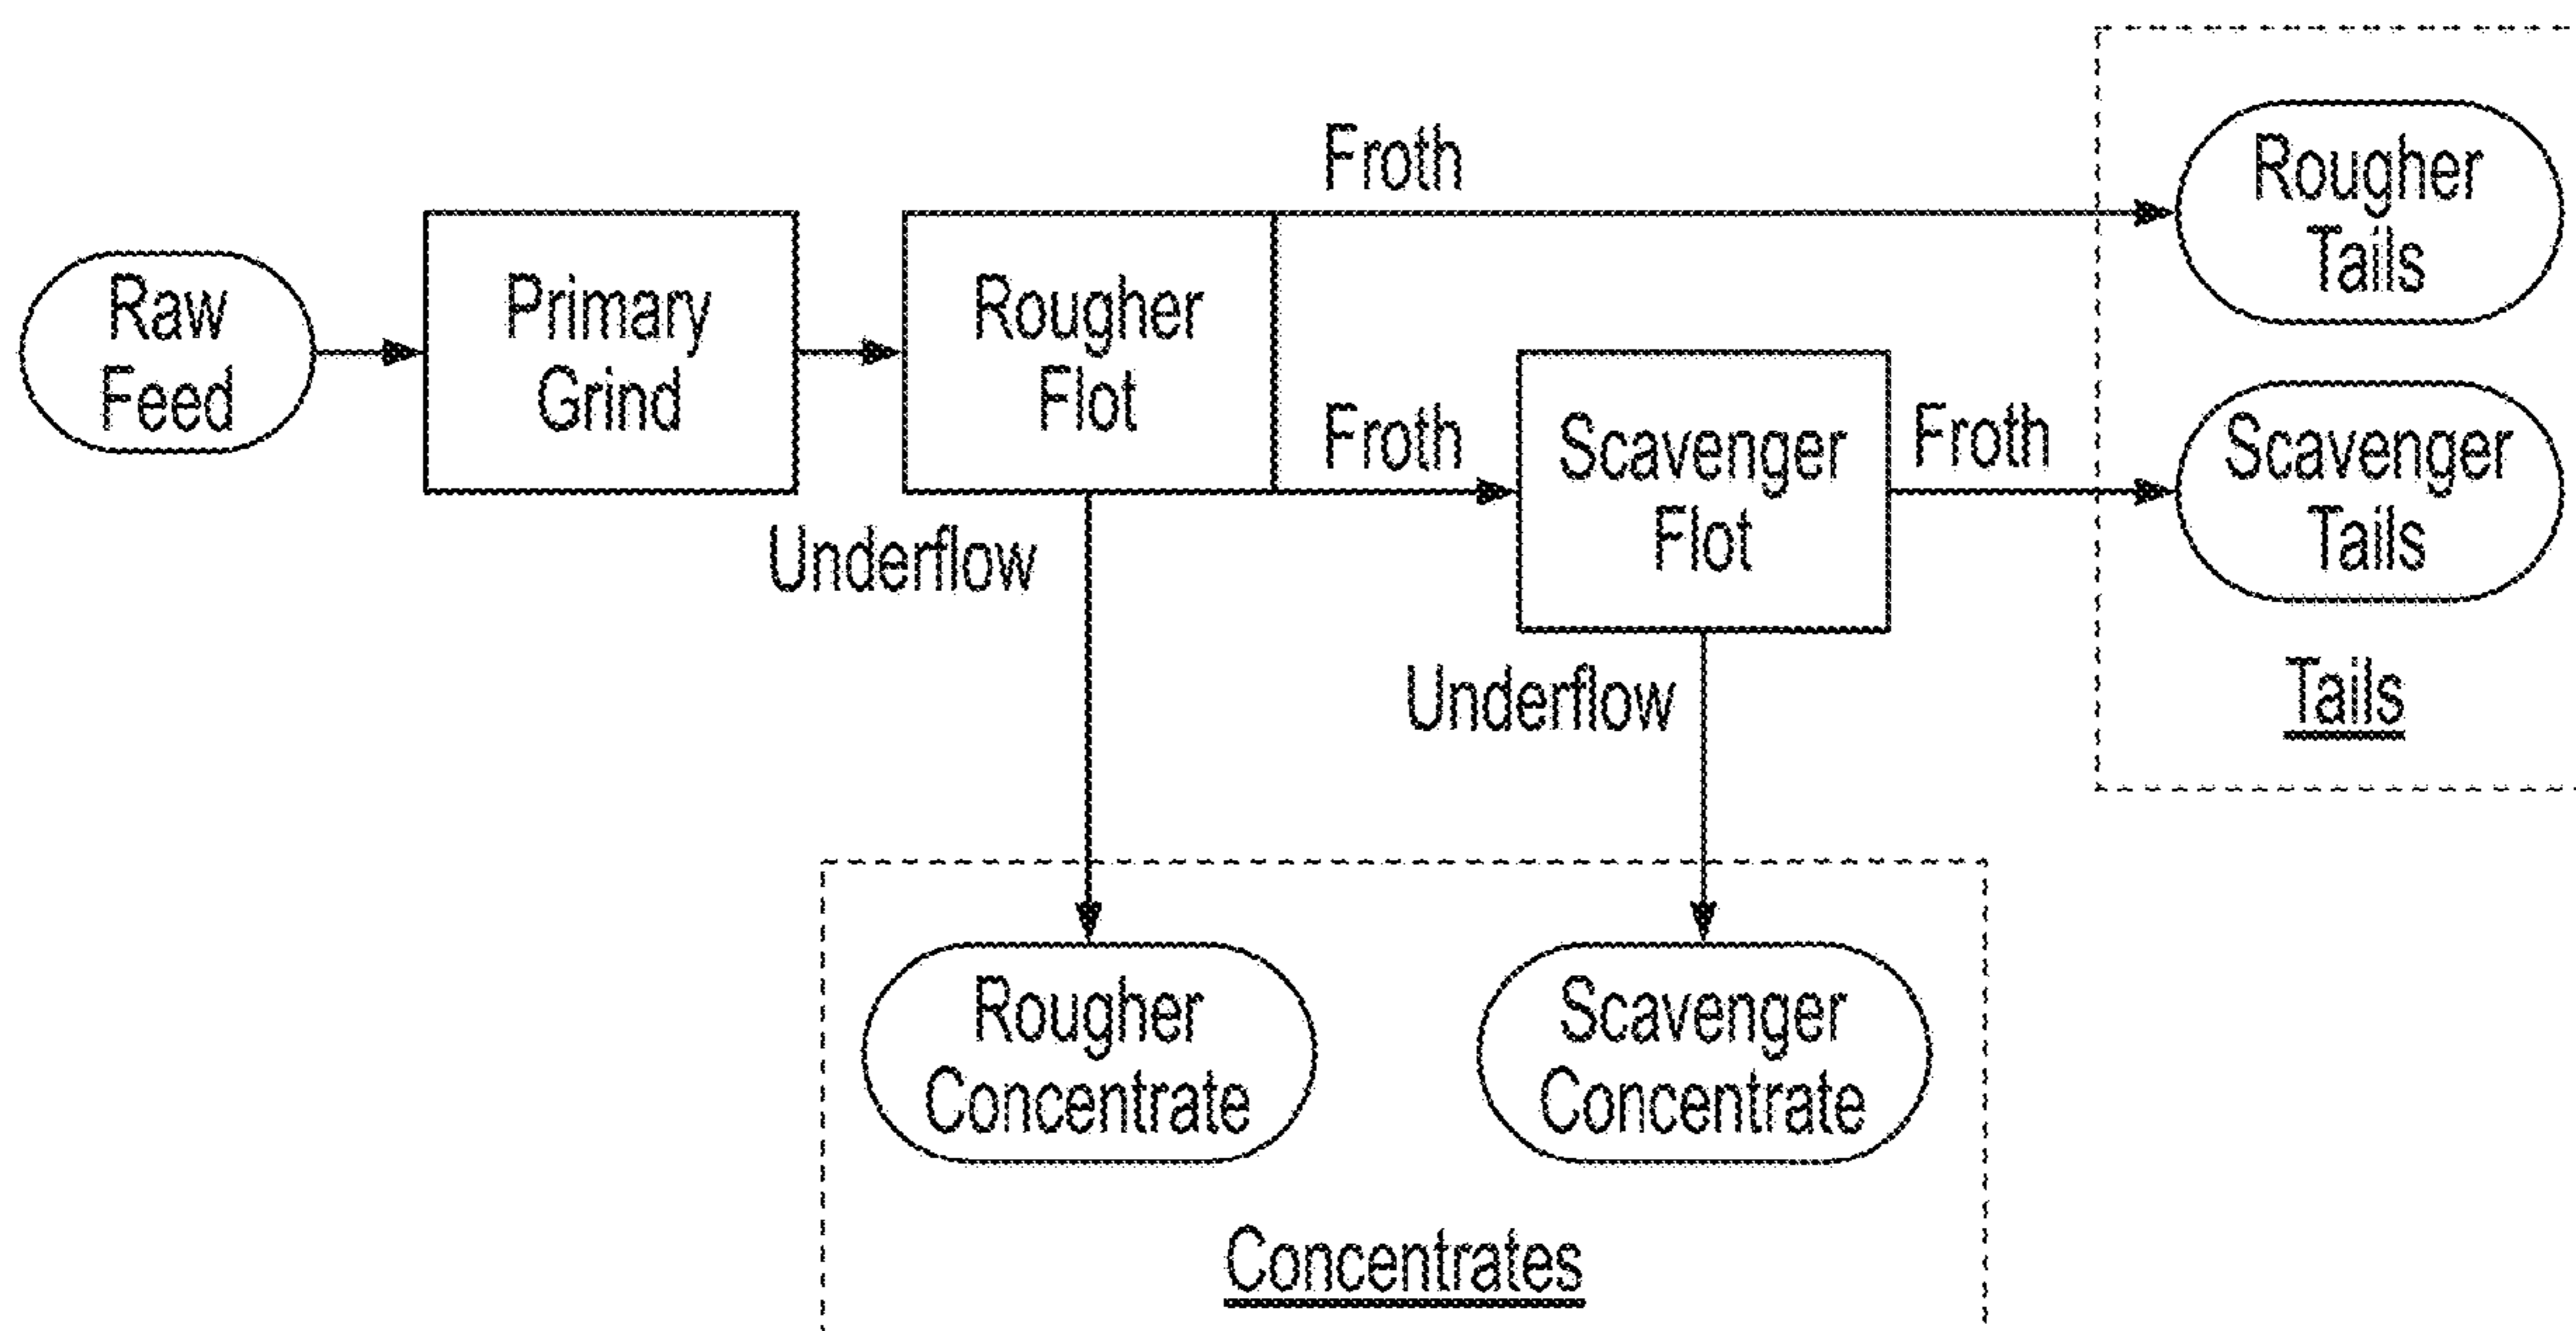 Raw
Feed
Primary
Grind
Rougher
Flot
Froth
Froth
Scavenger
Flot
Froth
Rougher
Tails
Scavenger
Tails
Tails
Underflow
Underflow
Rougher
Concentrate
Scavenger
Concentrate
Concentrates